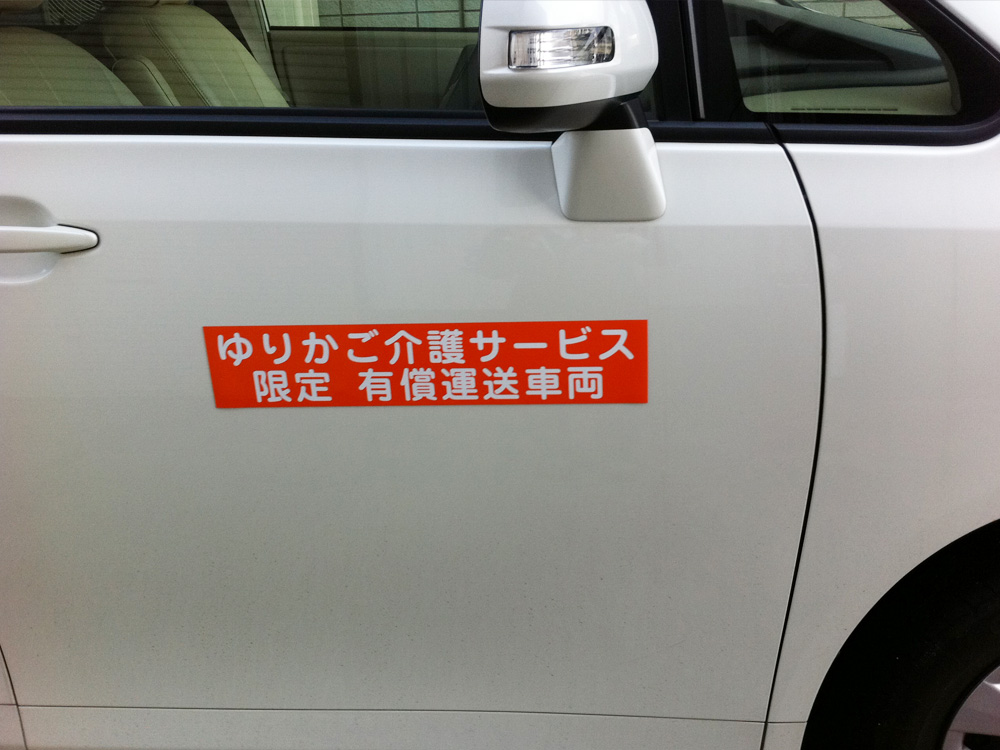 ゆりかご介護サービス
限定 有償運送車両